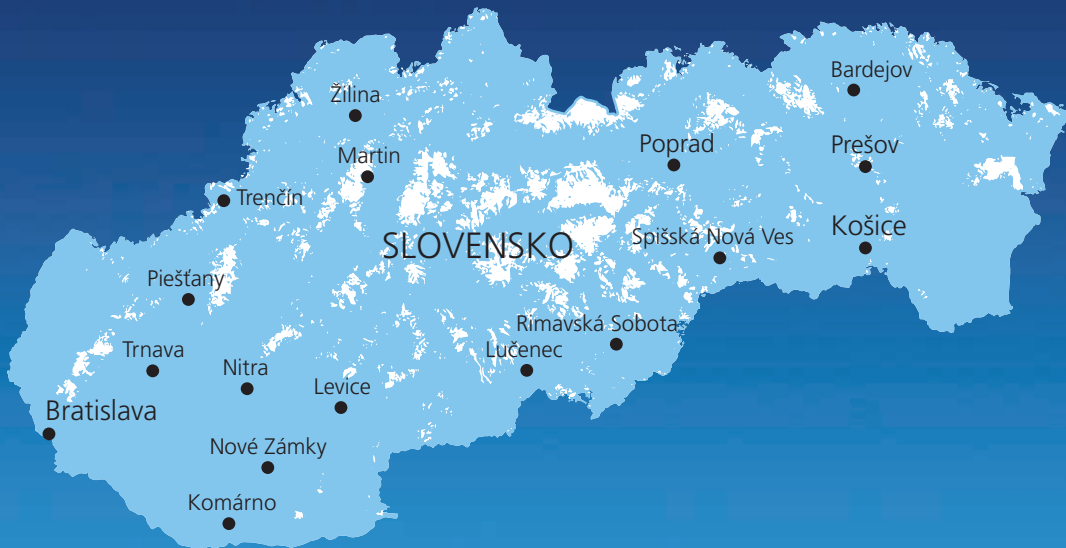 Bardejov
Žilina
Poprad
Prešov
Martin
Trenčín
Košice
SLOVENSKO
Spišská Nová Ves
Piešťany
Rimavská Sobota
Trnava
Lučenec
Nitra
Levice
Bratislava
Nové Zámky
Komárno